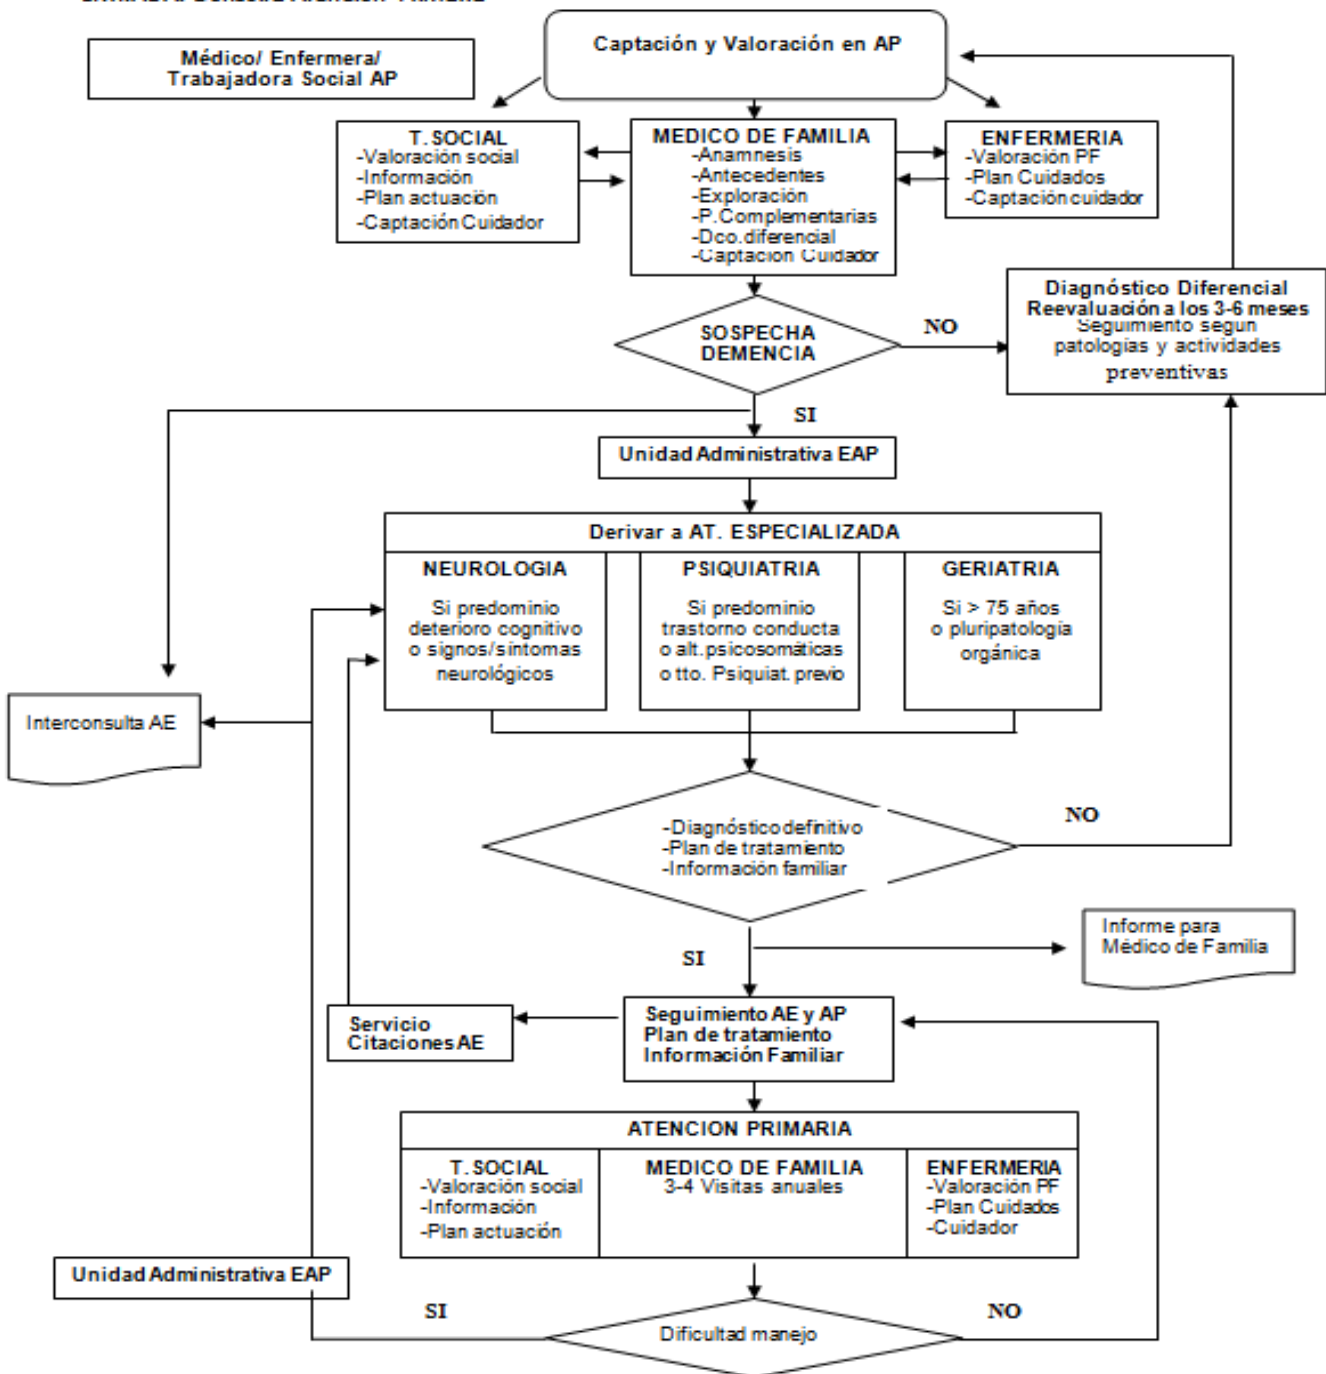 Captación y Valoración en AP
Médico/ Enfermera/
Trabajadora Social AP
T.SOCIAL
-Valoración social
-Información
-Plan actuación
-Captación Cuidador
MEDICO DE FAMILIA
-Anamnesis
-Antecedentes
-Exploración
-P.Complementarias
-Dco.diferencial
-Captación Cuidador
ENFERMERIA
-Valoración PF
-Plan Cuidados
-Captación cuidador
Diagnóstico Diferencial
Reevaluación a los 3-6 meses
Seguimiento según
patologías y actividades
preventivas
SOSPECHA
DEMENCIA
NO
SI
Unidad Administrativa EAP
Derivar a AT. ESPECIALIZADA
NEUROLOGIA
Si predominio
deterioro cognitivo
o signos/síntomas
neurológicos
PSIQUIATRIA
Si predominio
trastorno conducta
o alt.psicosomáticas
o tto. Psiquiat. previo
GERIATRIA
Si > 75 años
o pluripatología
orgánica
Interconsulta AE
-Diagnóstico definitivo
-Plan de tratamiento
-Información familiar
NO
SI
Informe para
Médico de Familia
Servicio
Citaciones AE
Seguimiento AE y AP
Plan de tratamiento
Información Familiar
ATENCION PRIMARIA
T.SOCIAL
-Valoración social
-Información
-Plan actuación
MEDICO DE FAMILIA
3-4 Visitas anuales
ENFERMERIA
-Valoración PF
-Plan Cuidados
-Cuidador
Unidad Administrativa EAP
SI
Dificultad manejo
NO